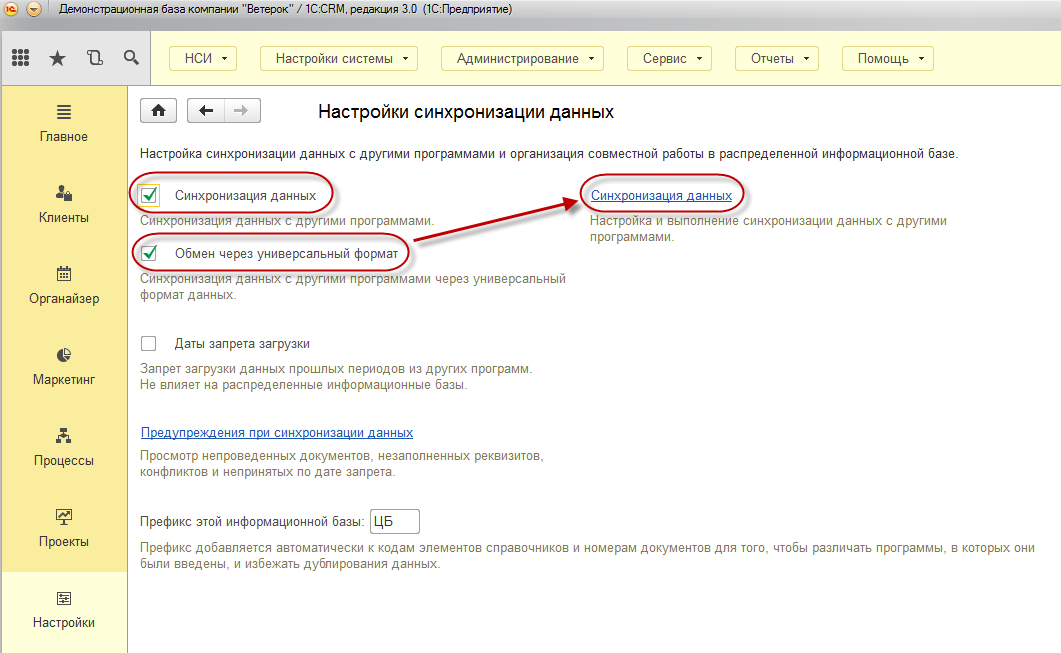 Демонстрационная база компании "Ветерок" / 1С:CRM, редакция 3.0 (1С:Предприятие)
НСИ
Настройки системы
Администрирование
Сервис
Отчеты
Помощь
Главное
Клиенты
Органайзер
Маркетинг
Процессы
Проекты
Настройки
Настройки синхронизации данных
Настройка синхронизации данных с другими программами и организация совместной работы в распределенной информационной базе.
Синхронизация данных
Синхронизация данных с другими программами.
Синхронизация данных
Настройка и выполнение синхронизации данных с другими
программами.
Обмен через универсальный формат
Синхронизация данных с другими программами через универсальный
формат данных.
Даты запрета загрузки
Запрет загрузки данных прошлых периодов из других программ.
Не влияет на распределенные информационные базы.
Предупреждения при синхронизации данных
Просмотр непроведенных документов, незаполненных реквизитов,
конфликтов и непринятых по дате запрета.
Префикс этой информационной базы: ЦБ
Префикс добавляется автоматически к кодам элементов справочников и номерам документов для того, чтобы различать программы, в которых они
были введены, и избежать дублирования данных.